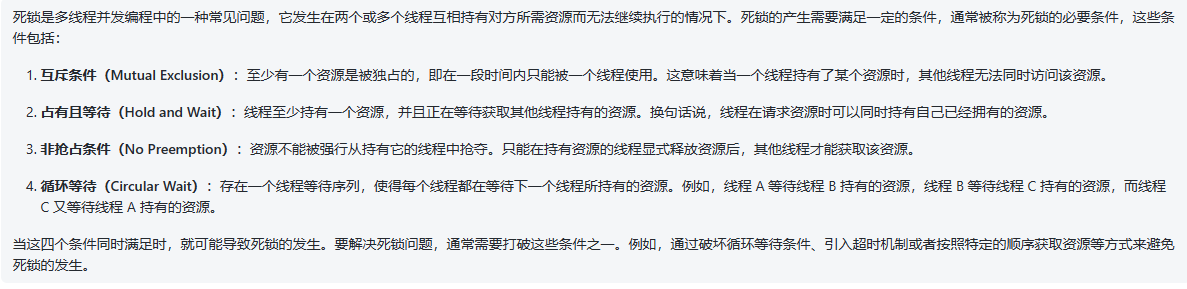 死锁是多线程并发编程中的一种常见问题，它发生在两个或多个线程互相持有对方所需资源而无法继续执行的情况下。死锁的产生需要满足一定的条件，通常被称为死锁的必要条件，这些条
件包括：
1. 互斥条件（Mutual Exclusion）：至少有一个资源是被独占的，即在一段时间内只能被一个线程使用。这意味着当一个线程持有了某个资源时，其他线程无法同时访问该资源。
2. 占有且等待（Hold and Wait）：线程至少持有一个资源，并且正在等待获取其他线程持有的资源。换句话说，线程在请求资源时可以同时持有自己已经拥有的资源。
3. 非抢占条件（No Preemption）：资源不能被强行从持有它的线程中抢夺。只能在持有资源的线程显式释放资源后，其他线程才能获取该资源。
4. 循环等待（Circular Wait）：存在一个线程等待序列，使得每个线程都在等待下一个线程所持有的资源。例如，线程 A 等待线程 B 持有的资源，线程 B 等待线程 C 持有的资源，而线程
C 又等待线程 A 持有的资源。
当这四个条件同时满足时，就可能导致死锁的发生。要解决死锁问题，通常需要打破这些条件之一。例如，通过破坏循环等待条件、引入超时机制或者按照特定的顺序获取资源等方式来避免
死锁的发生。